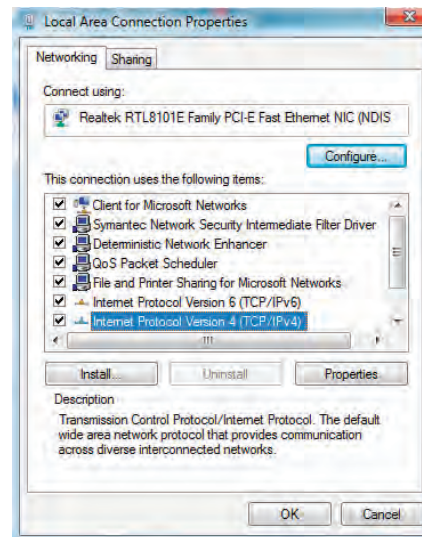 Local Area Connection Properties
Networking Sharing
Connect using:
Realtek RTL8101E Family PCI-E Fast Ethernet NIC (NDIS
Configure...
This connection uses the following items:
Client for Microsoft Networks
Symantec Network Security Intermediate Filter Driver
Deterministic Network Enhancer
QoS Packet Scheduler
File and Printer Sharing for Microsoft Networks
Internet Protocol Version 6 (TCP/IPv6)
Internet Protocol Version 4 (TCP/IPv4)
Install... Uninstall Properties
Description
Transmission Control Protocol/Internet Protocol. The default
wide area network protocol that provides communication
across diverse interconnected networks.
OK Cancel